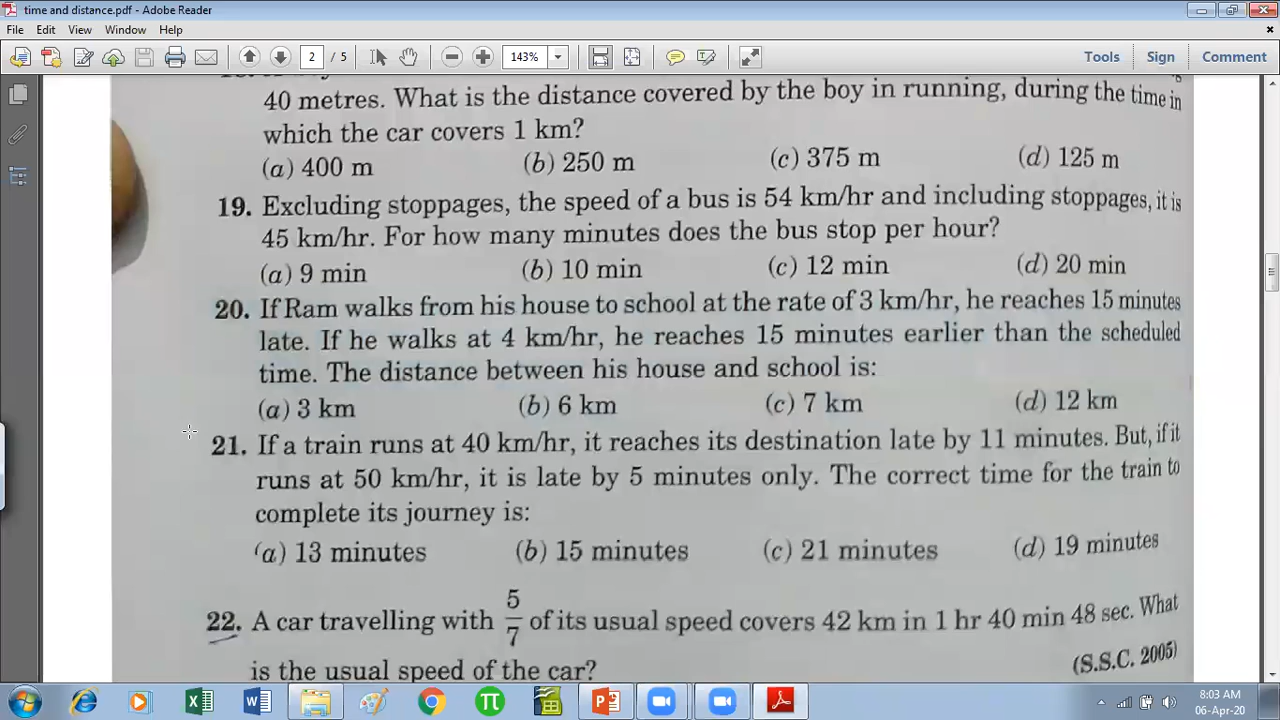 time and distance.pdf - Adobe Reader
File Edit View Window Help
2 / 5 143% Tools Sign Comment
40 metres. What is the distance covered by the boy in running, during the time in
which the car covers 1 km?
(a) 400 m (b) 250 m (c) 375 m (d) 125 m
19. Excluding stoppages, the speed of a bus is 54 km/hr and including stoppages, it is
45 km/hr. For how many minutes does the bus stop per hour?
(a) 9 min (b) 10 min (c) 12 min (d) 20 min
20. If Ram walks from his house to school at the rate of 3 km/hr, he reaches 15 minutes
late. If he walks at 4 km/hr, he reaches 15 minutes earlier than the scheduled
time. The distance between his house and school is:
(a) 3 km (b) 6 km (c) 7 km (d) 12 km
21. If a train runs at 40 km/hr, it reaches its destination late by 11 minutes. But, if it
runs at 50 km/hr, it is late by 5 minutes only. The correct time for the train to
complete its journey is:
(a) 13 minutes (b) 15 minutes (c) 21 minutes (d) 19 minutes
22. A car travelling with 5/7 of its usual speed covers 42 km in 1 hr 40 min 48 sec. What
is the usual speed of the car? (S.S.C. 2005)
8:03 AM
06-Apr-20